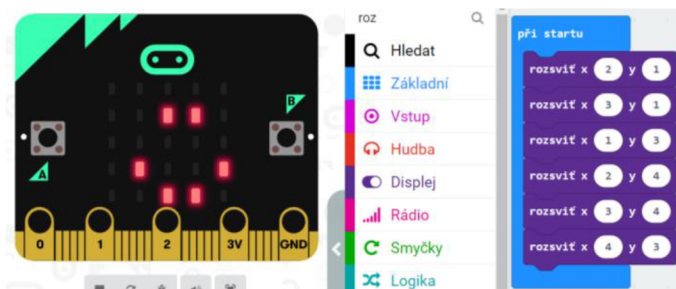 B
A
0 1 2 3V GND
roz
Hledat
Základní
Vstup
Hudba
Displej
Rádio
Smyčky
Logika
při startu
rozsviť x 2 y 1
rozsviť x 3 y 1
rozsviť x 1 y 3
rozsviť x 2 y 4
rozsviť x 3 y 4
rozsviť x 4 y 3